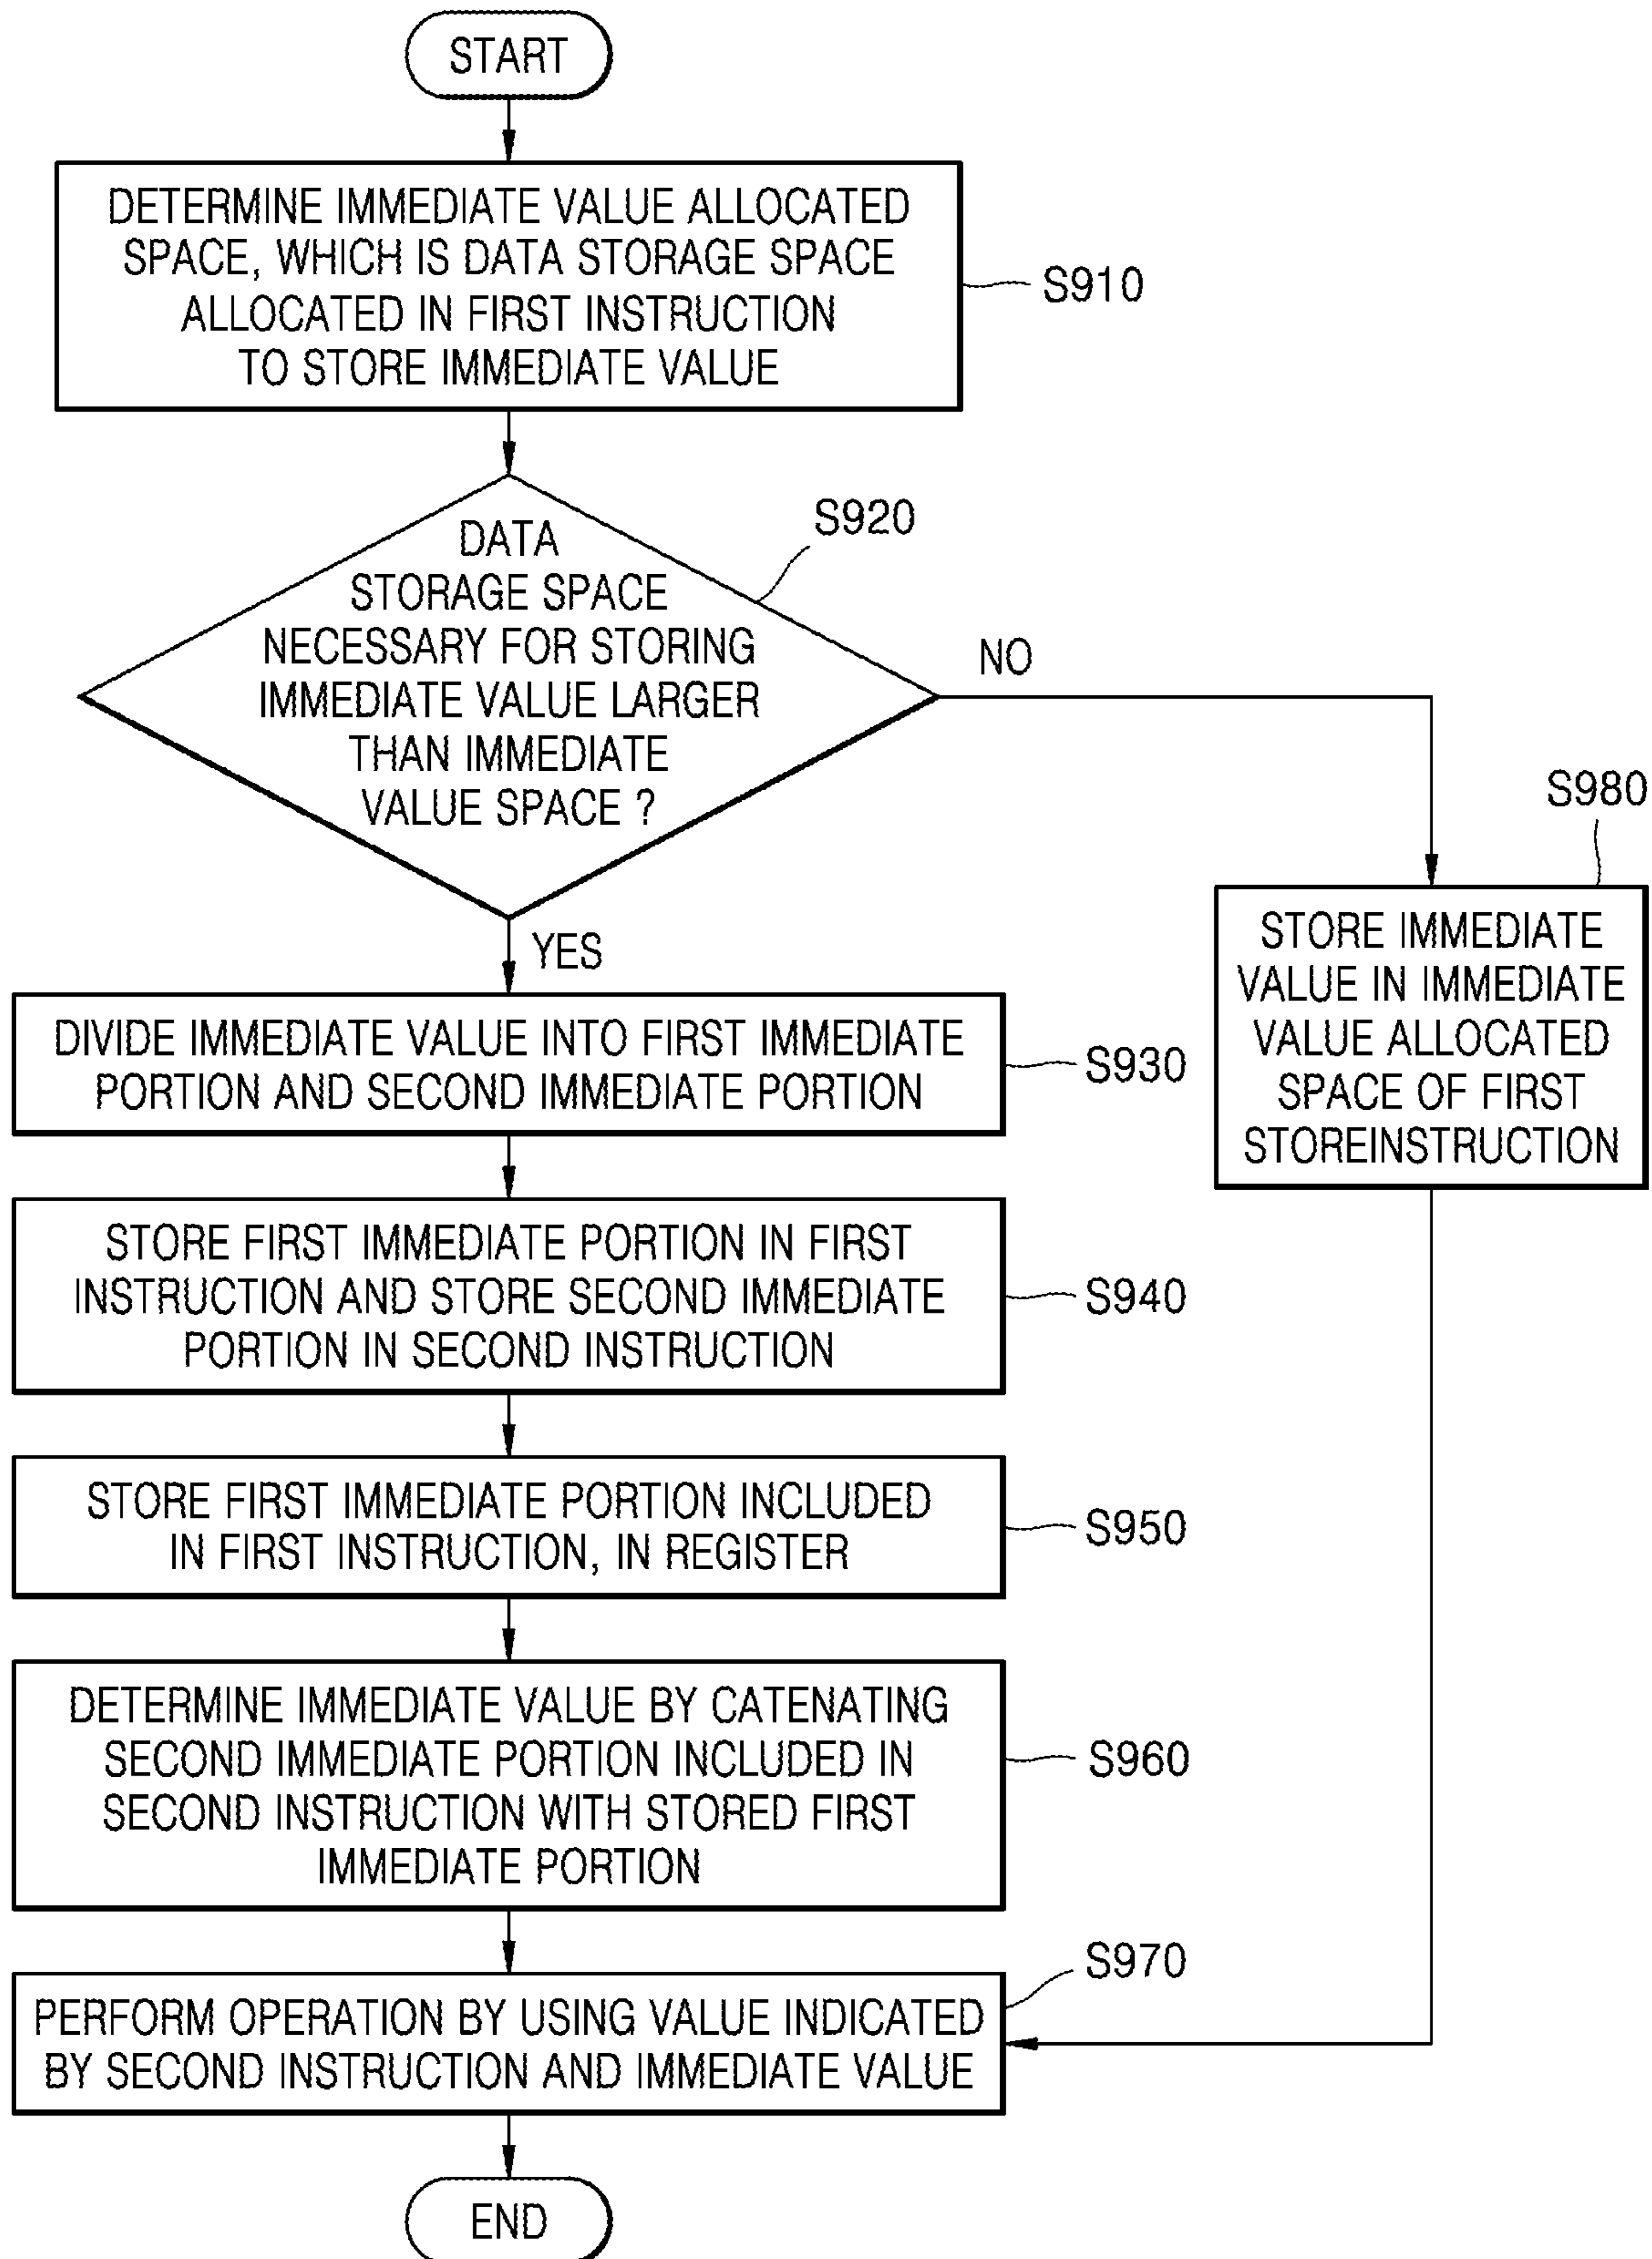 START
DETERMINE IMMEDIATE VALUE ALLOCATED
SPACE, WHICH IS DATA STORAGE SPACE
ALLOCATED IN FIRST INSTRUCTION
TO STORE IMMEDIATE VALUE
S910
DATA
STORAGE SPACE
NECESSARY FOR STORING
IMMEDIATE VALUE LARGER
THAN IMMEDIATE
VALUE SPACE ?
S920
NO
YES
S980
STORE IMMEDIATE
VALUE IN IMMEDIATE
VALUE ALLOCATED
SPACE OF FIRST
STOREINSTRUCTION
DIVIDE IMMEDIATE VALUE INTO FIRST IMMEDIATE
PORTION AND SECOND IMMEDIATE PORTION
S930
STORE FIRST IMMEDIATE PORTION IN FIRST
INSTRUCTION AND STORE SECOND IMMEDIATE
PORTION IN SECOND INSTRUCTION
S940
STORE FIRST IMMEDIATE PORTION INCLUDED
IN FIRST INSTRUCTION, IN REGISTER
S950
DETERMINE IMMEDIATE VALUE BY CATENATING
SECOND IMMEDIATE PORTION INCLUDED IN
SECOND INSTRUCTION WITH STORED FIRST
IMMEDIATE PORTION
S960
PERFORM OPERATION BY USING VALUE INDICATED
BY SECOND INSTRUCTION AND IMMEDIATE VALUE
S970
END